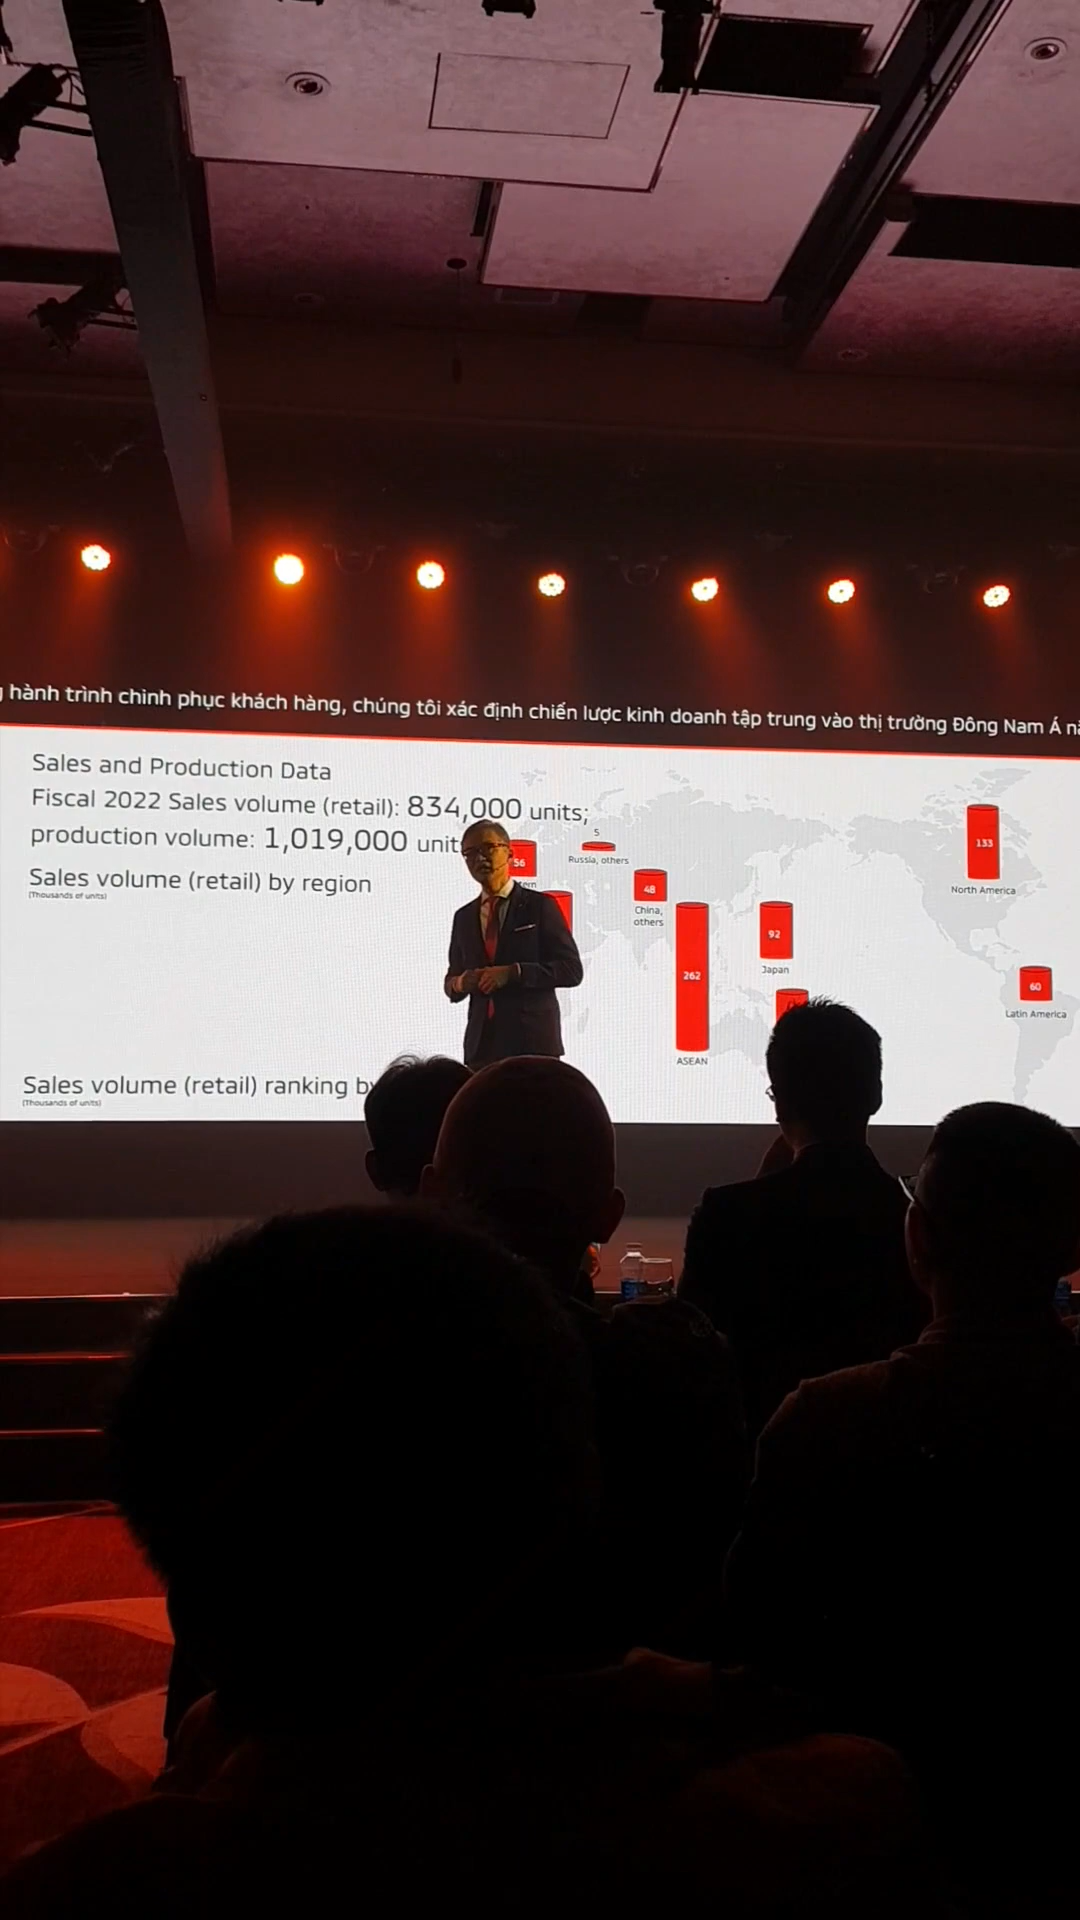 hành trình chinh phục khách hàng, chúng tôi xác định chiến lược kinh doanh tập trung vào thị trường Đông Nam Á
Sales and Production Data
Fiscal 2022 Sales volume (retail): 834,000 units;
production volume: 1,019,000
Sales volume (retail) by region
(Thousands of units)
56
5
Russia, others
48
China,
others
262
ASEAN
92
Japan
133
North America
60
Latin America
Sales volume (retail) ranking
(Thousands of units)